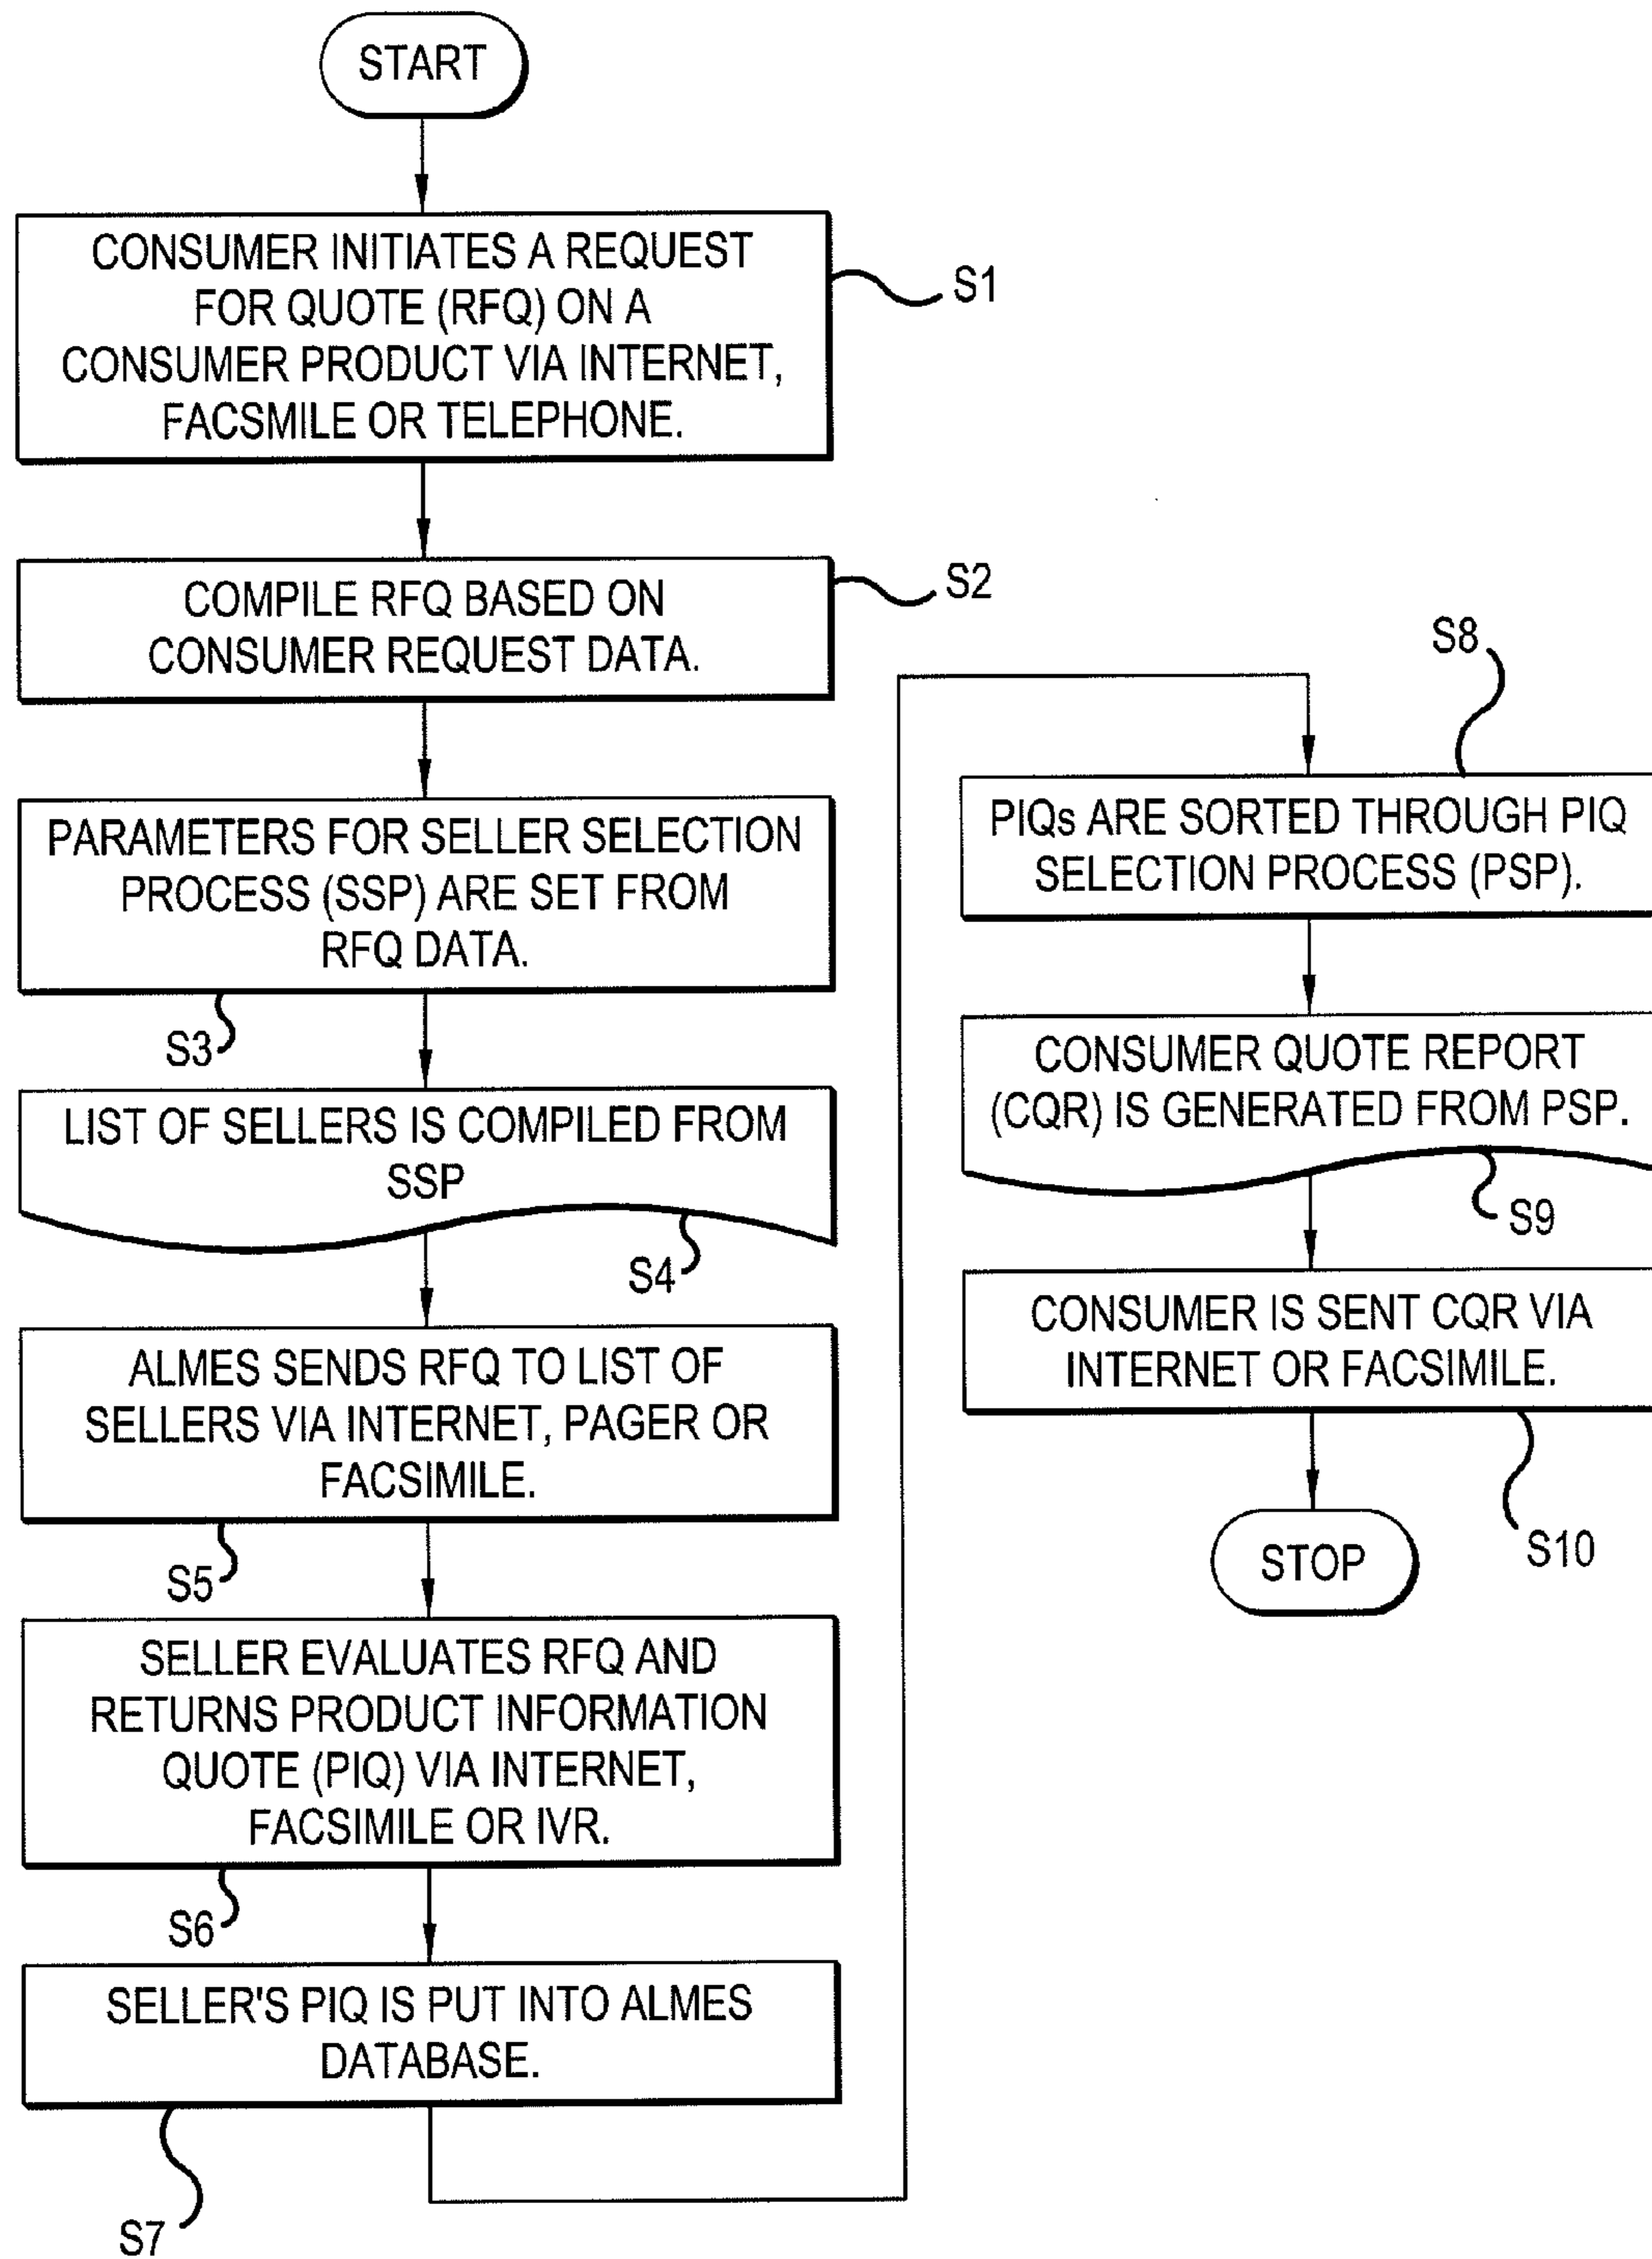 START
CONSUMER INITIATES A REQUEST
FOR QUOTE (RFQ) ON A
CONSUMER PRODUCT VIA INTERNET,
FACSMILE OR TELEPHONE.
S1
COMPILE RFQ BASED ON
CONSUMER REQUEST DATA.
S2
PARAMETERS FOR SELLER SELECTION
PROCESS (SSP) ARE SET FROM
RFQ DATA.
S3
LIST OF SELLERS IS COMPILED FROM
SSP
S4
ALMES SENDS RFQ TO LIST OF
SELLERS VIA INTERNET, PAGER OR
FACSIMILE.
S5
SELLER EVALUATES RFQ AND
RETURNS PRODUCT INFORMATION
QUOTE (PIQ) VIA INTERNET,
FACSIMILE OR IVR.
S6
SELLER'S PIQ IS PUT INTO ALMES
DATABASE.
S7
S8
PIQs ARE SORTED THROUGH PIQ
SELECTION PROCESS (PSP).
CONSUMER QUOTE REPORT
(CQR) IS GENERATED FROM PSP.
S9
CONSUMER IS SENT CQR VIA
INTERNET OR FACSIMILE.
S10
STOP